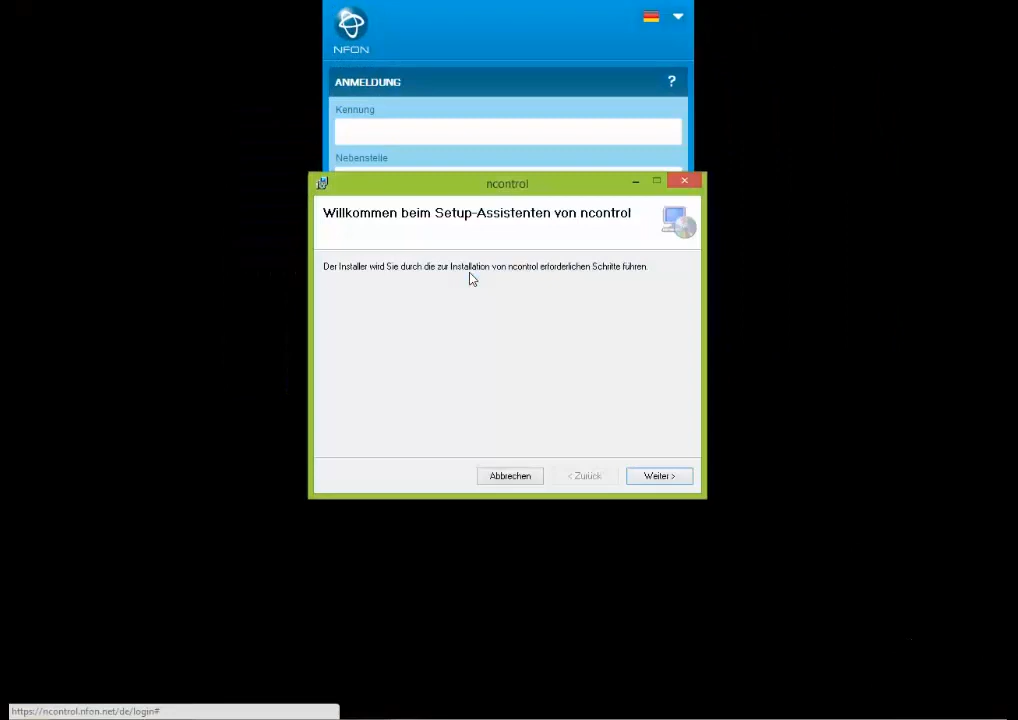 NFON
ANMELDUNG ?
Kennung
Nebenstelle
ncontrol
Willkommen beim Setup-Assistenten von ncontrol
Der Installer wird Sie durch die zur Installation von ncontrol erforderlichen Schritte führen.
Abbrechen < Zurück Weiter >
https://ncontrol.nfon.net/de/login#